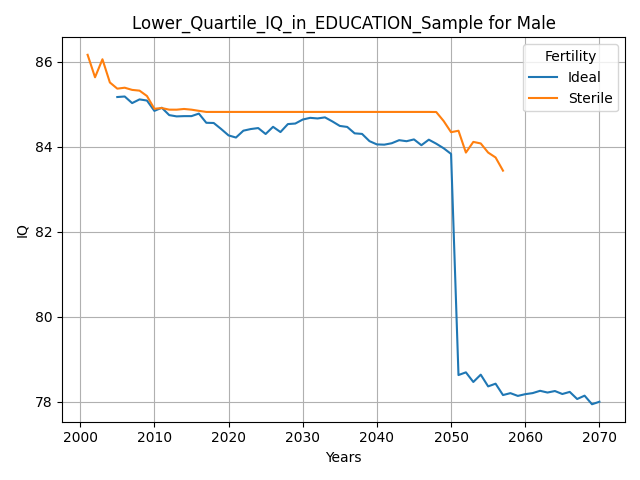 Lower_Quartile_IQ_in_EDUCATION_Sample for Male
Fertility
Ideal
Sterile
IQ
86
84
82
80
78
2000 2010 2020 2030 2040 2050 2060 2070
Years